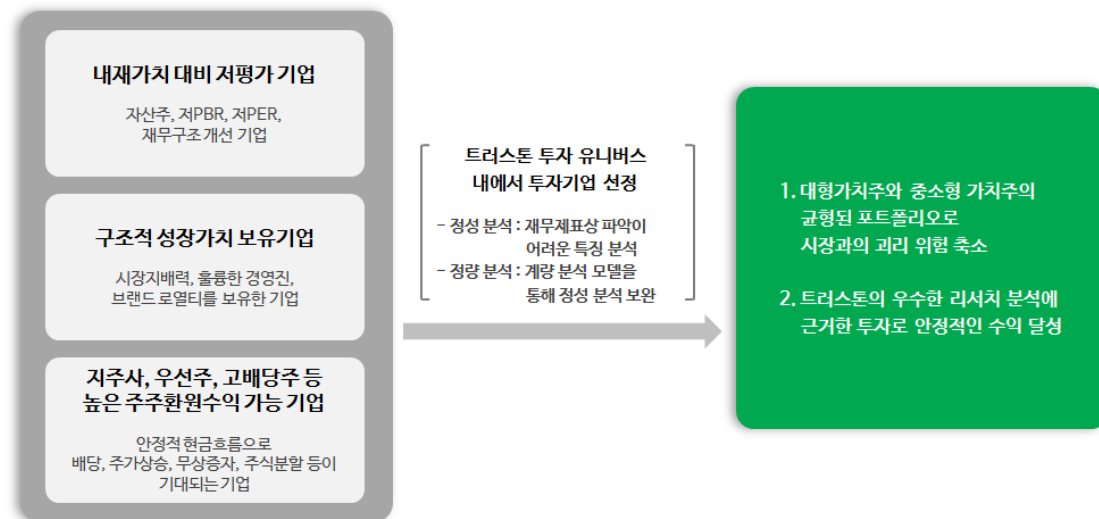 내재가치 대비 저평가 기업
자산주, 저PBR, 저PER,
재무구조 개선 기업
구조적 성장가치 보유기업
시장지배력, 훌륭한 경영진,
브랜드 로열티를 보유한 기업
지주사, 우선주, 고배당주 등
높은 주주환원수익 가능 기업
안정적 현금흐름으로
배당, 주가상승, 무상증자, 주식분할 등이
기대되는 기업
트러스톤 투자 유니버스
내에서 투자기업 선정
- 정성 분석 : 재무제표상 파악이
어려운 특징 분석
- 정량 분석 : 계량 분석 모델을
통해 정성 분석 보완
1. 대형가치주와 중소형 가치주의
균형된 포트폴리오로
시장과의 괴리 위험 축소
2. 트러스톤의 우수한 리서치 분석에
근거한 투자로 안정적인 수익 달성